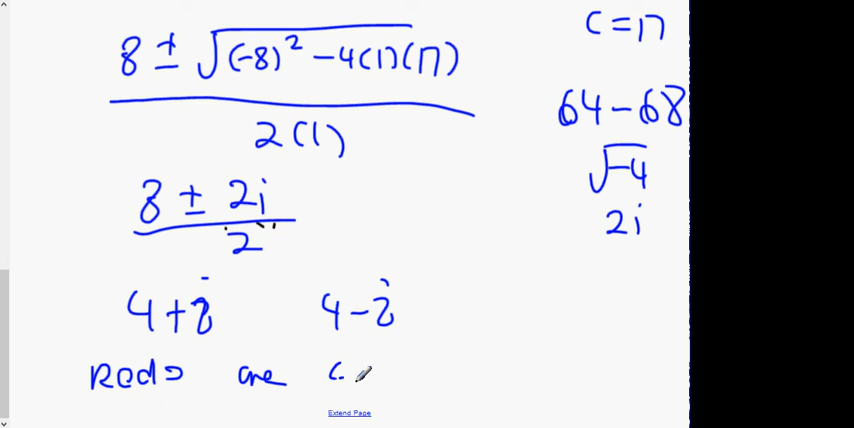 c = 17
8 ± √(-8)² - 4(1)(17)
2(1)
64 - 68
√-4
2i
8 ± 2i
2
4 + i 4 - i
are c
Extend Page